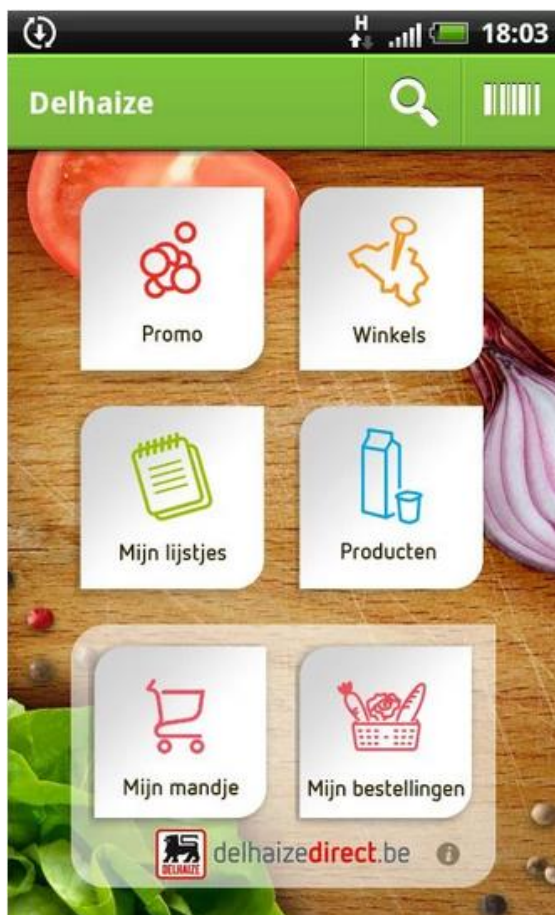 H
18:03
Delhaize
Promo
Winkels
Mijn lijstjes
Producten
Mijn mandje
Mijn bestellingen
DELHAIZE
delhaizedirect.be
i